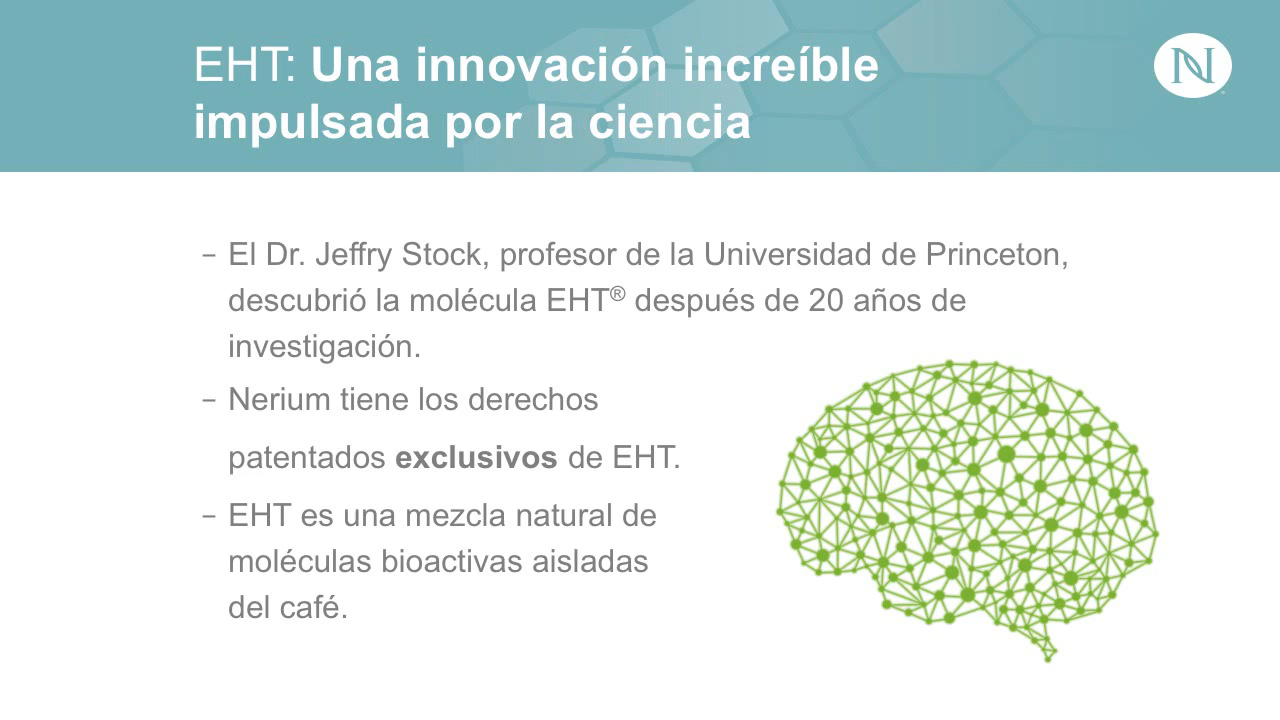 EHT: Una innovación increíble
impulsada por la ciencia
N
– El Dr. Jeffry Stock, profesor de la Universidad de Princeton,
descubrió la molécula EHT® después de 20 años de
investigación.
– Nerium tiene los derechos
patentados exclusivos de EHT.
– EHT es una mezcla natural de
moléculas bioactivas aisladas
del café.